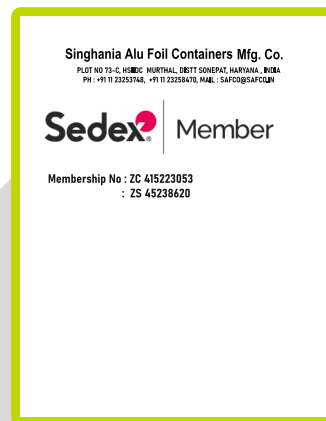 Singhania Alu Foil Containers Mfg. Co.
PLOT NO 73-C, HSIIDC MURTHAL, DISTT SONEPAT, HARYANA , INDIA
PH : +91 11 23253748, +91 11 23258470, MAIL : SAFCO@SAFCO.IN
Sedex® Member
Membership No : ZC 415223053
: ZS 45238620